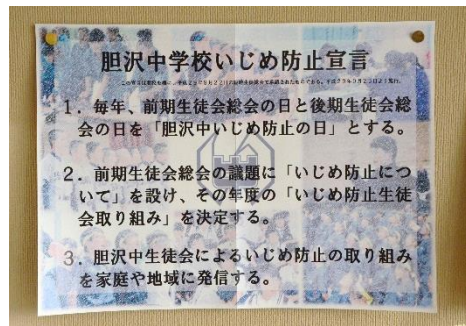 胆沢中学校いじめ防止宣言
1．毎年、前期生徒会総会の日と後期生徒会総
会の日を「胆沢中いじめ防止の日」とする。
2．前期生徒会総会の議題に「いじめ防止につ
いて」を設け、その年度の「いじめ防止生徒
会取り組み」を決定する。
3．胆沢中生徒会によるいじめ防止の取り組み
を家庭や地域に発信する。